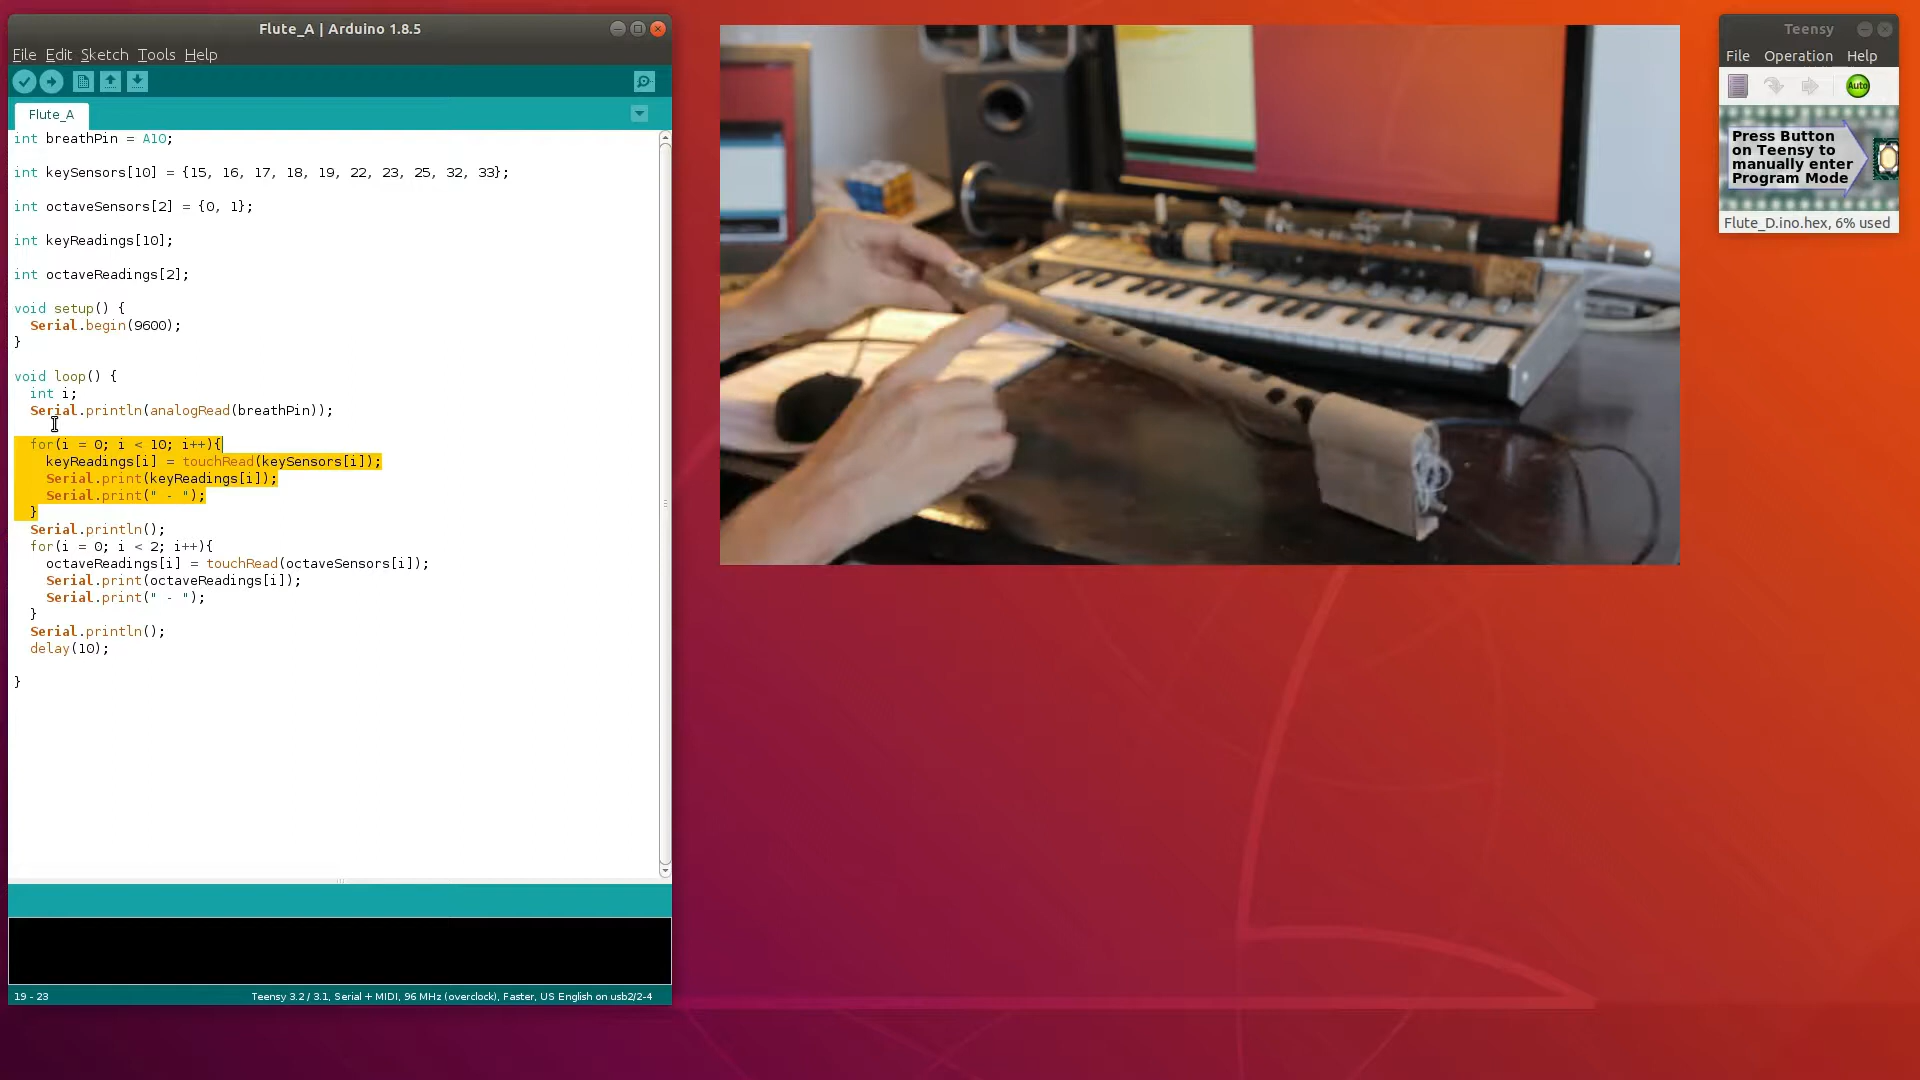 Flute_A | Arduino 1.8.5
File Edit Sketch Tools Help
Flute_A
int breathPin = A10;
int keySensors[10] = {15, 16, 17, 18, 19, 22, 23, 25, 32, 33};
int octaveSensors[2] = {0, 1};
int keyReadings[10];
int octaveReadings[2];
void setup() {
Serial.begin(9600);
}
void loop() {
int i;
Serial.println(analogRead(breathPin));
for(i = 0; i < 10; i++){
keyReadings[i] = touchRead(keySensors[i]);
Serial.print(keyReadings[i]);
Serial.print(" - ");
}
Serial.println();
for(i = 0; i < 2; i++){
octaveReadings[i] = touchRead(octaveSensors[i]);
Serial.print(octaveReadings[i]);
Serial.print(" - ");
}
Serial.println();
delay(10);
}
19 - 23
Teensy 3.2 / 3.1, Serial + MIDI, 96 MHz (overclock), Faster, US English on usb2/2-4
Teensy
File Operation Help
Auto
Press Button
on Teensy to
manually enter
Program Mode
Flute_D.ino.hex, 6% used